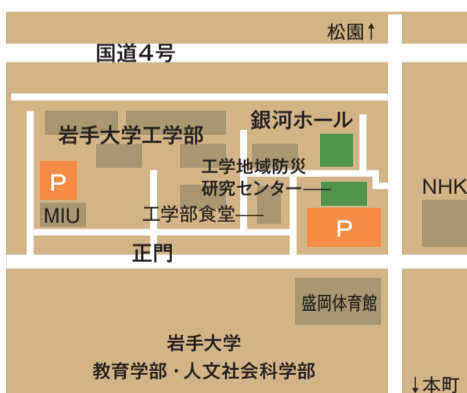 松園↑
国道4号
銀河ホール
岩手大学工学部
工学地域防災
研究センター
P
NHK
MIU
工学部食堂
P
正門
盛岡体育館
岩手大学
教育学部・人文社会科学部
↓本町